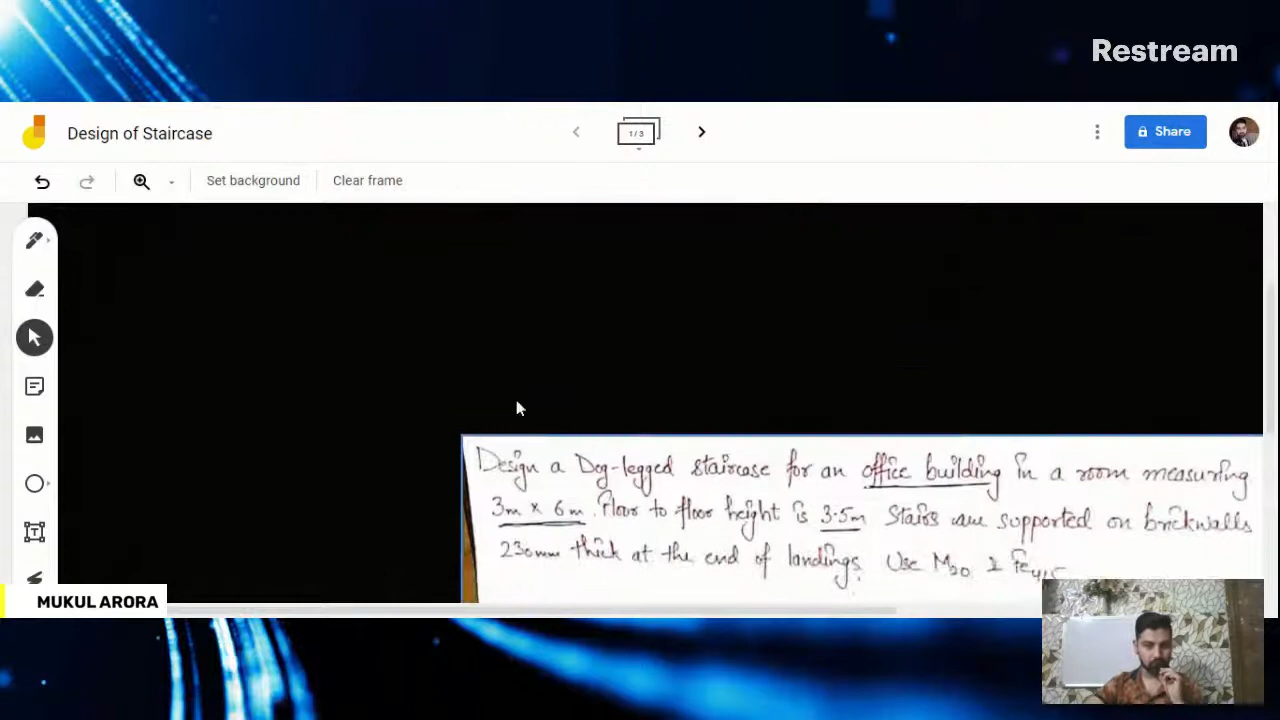 Restream
Design of Staircase
1 / 3
Share
Set background
Clear frame
Design a Dog-legged staircase for an office building in a room measuring
3m x 6m. Floor to floor height is 3.5m Stairs are supported on brickwalls
230mm thick at the end of landings. Use M20 & Fe415
MUKUL ARORA